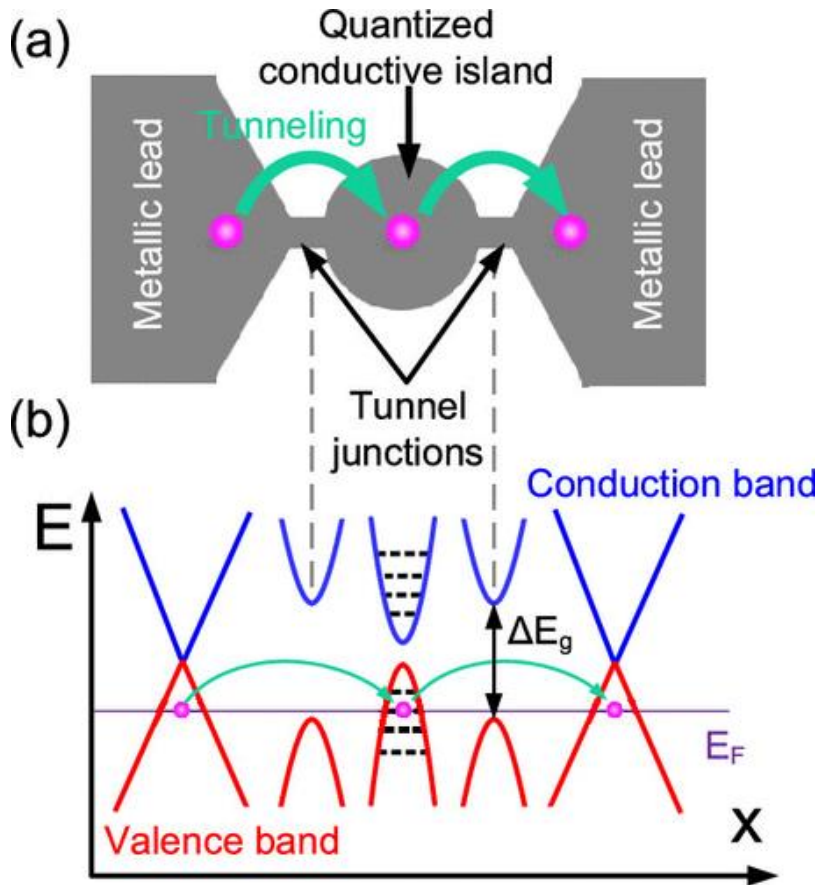 (a)
Quantized
conductive island
Tunneling
Metallic lead
Metallic lead
Tunnel
junctions
(b)
Conduction band
E
ΔEg
EF
Valence band
X